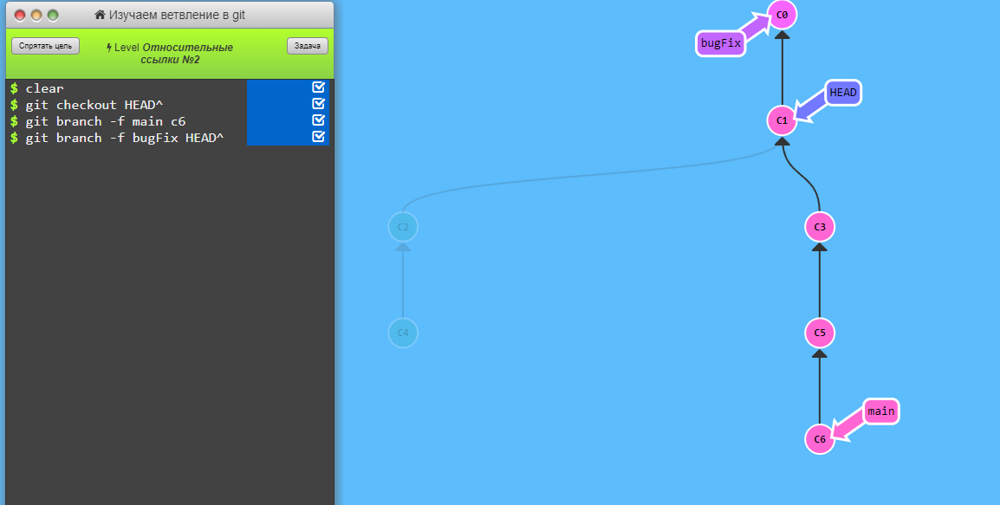 Изучаем ветвление в git
Спрятать цель
Level Относительные
ссылки №2
Задача
$ clear
$ git checkout HEAD^
$ git branch -f main c6
$ git branch -f bugFix HEAD^
C0
bugFix
HEAD
C1
C2
C3
C4
C5
main
C6